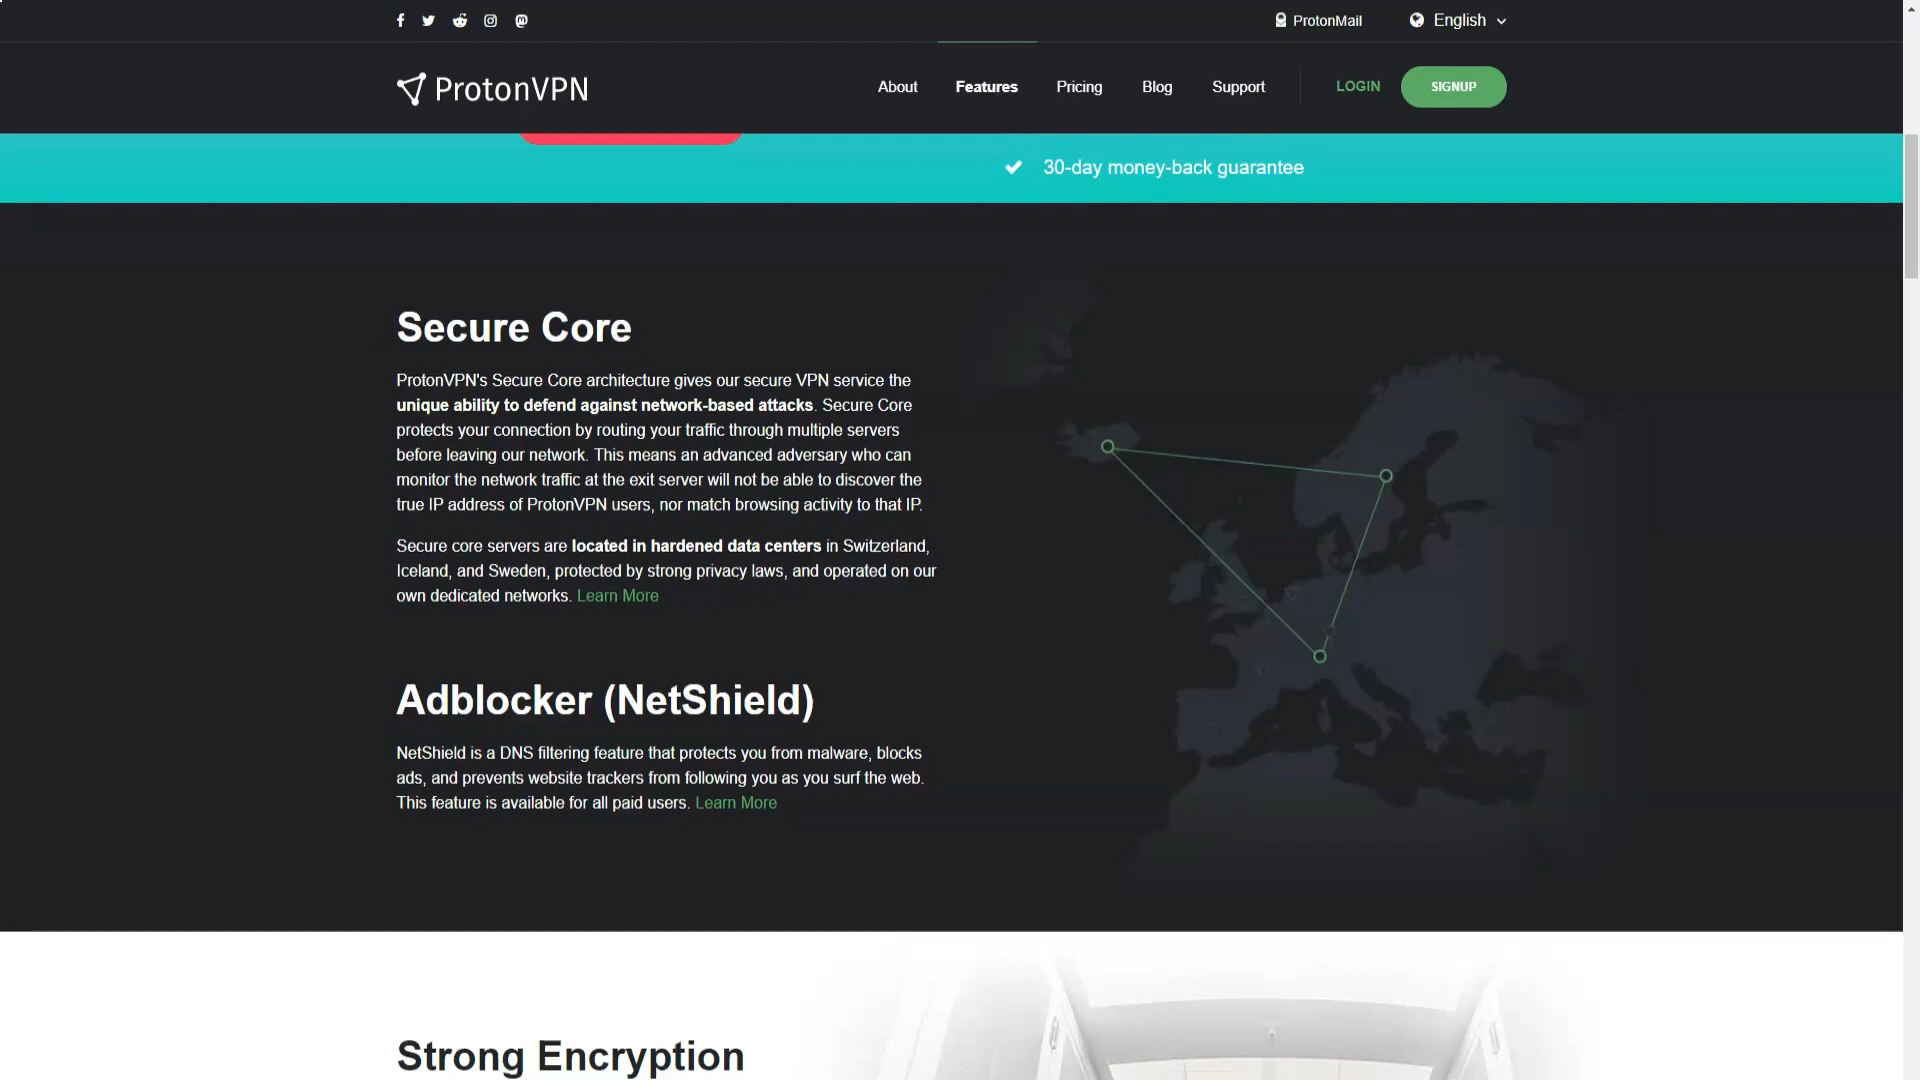 ProtonMail
English
ProtonVPN
About
Features
Pricing
Blog
Support
LOGIN
SIGNUP
30-day money-back guarantee
Secure Core
ProtonVPN's Secure Core architecture gives our secure VPN service the
unique ability to defend against network-based attacks. Secure Core
protects your connection by routing your traffic through multiple servers
before leaving our network. This means an advanced adversary who can
monitor the network traffic at the exit server will not be able to discover the
true IP address of ProtonVPN users, nor match browsing activity to that IP.
Secure core servers are located in hardened data centers in Switzerland,
Iceland, and Sweden, protected by strong privacy laws, and operated on our
own dedicated networks. Learn More
Adblocker (NetShield)
NetShield is a DNS filtering feature that protects you from malware, blocks
ads, and prevents website trackers from following you as you surf the web.
This feature is available for all paid users. Learn More
Strong Encryption